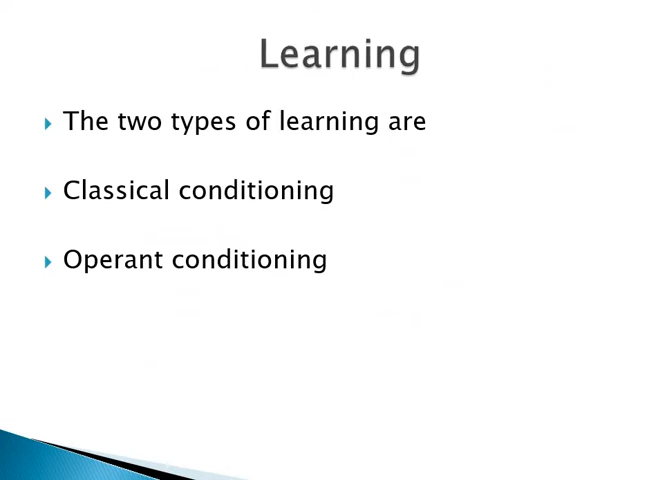 Learning
The two types of learning are
Classical conditioning
Operant conditioning